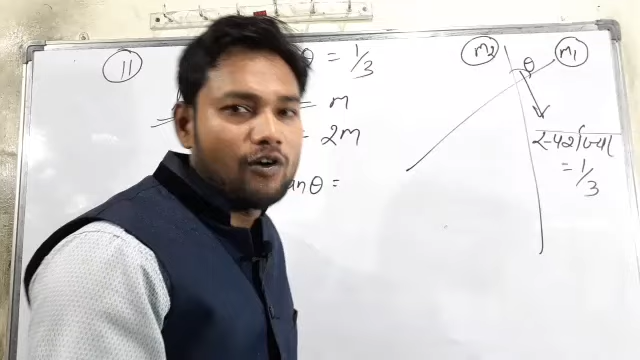 (11)
θ = 1/3
= m
= 2m
anθ =
m2
θ
m1
स्पर्शज्या
= 1/3